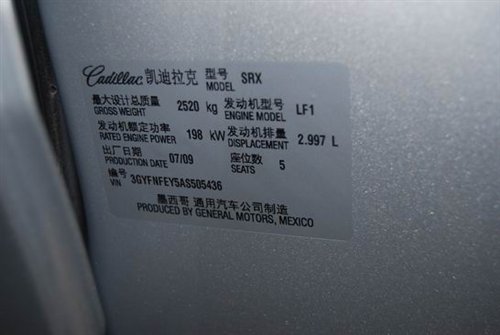 Cadillac 凯迪拉克 型号 SRX
最大设计总质量 2520 kg 发动机型号 LF1
GROSS WEIGHT ENGINE MODEL
发动机额定功率 198 kW 发动机排量 2.997 L
RATED ENGINE POWER DISPLACEMENT
出厂日期 07/09 座位数 5
PRODUCTION DATE SEATS
编号 3GYFNFEY5AS505436
VIN
墨西哥 通用汽车公司制造
PRODUCED BY GENERAL MOTORS, MEXICO